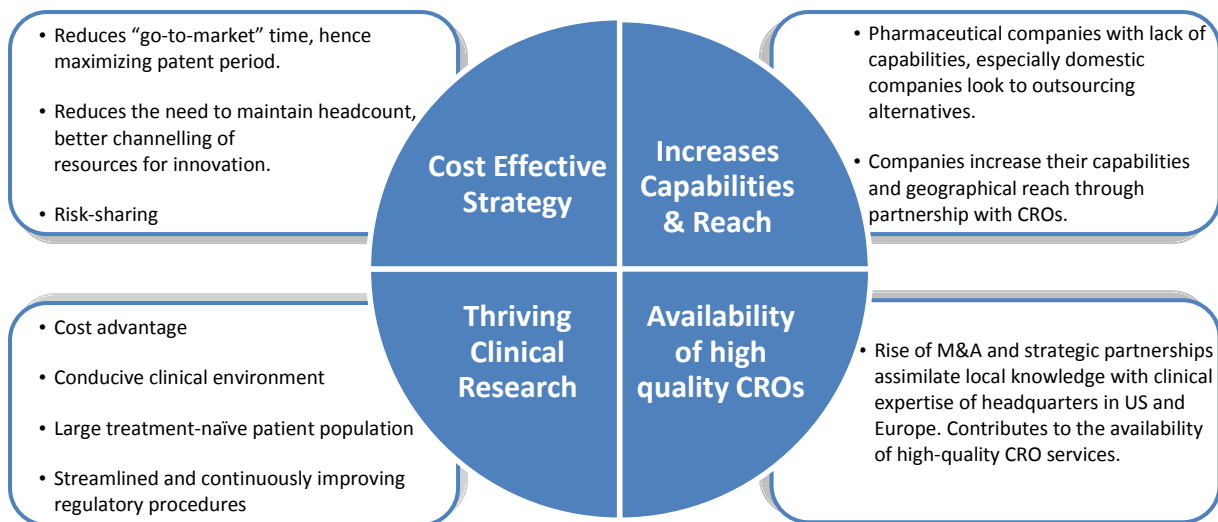 • Reduces “go-to-market” time, hence
maximizing patent period.
• Reduces the need to maintain headcount,
better channelling of
resources for innovation.
• Risk-sharing
Cost Effective
Strategy
Increases
Capabilities
& Reach
• Pharmaceutical companies with lack of
capabilities, especially domestic
companies look to outsourcing
alternatives.
• Companies increase their capabilities
and geographical reach through
partnership with CROs.
• Cost advantage
• Conducive clinical environment
• Large treatment-naïve patient population
• Streamlined and continuously improving
regulatory procedures
Thriving
Clinical
Research
Availability
of high
quality CROs
• Rise of M&A and strategic partnerships
assimilate local knowledge with clinical
expertise of headquarters in US and
Europe. Contributes to the availability
of high-quality CRO services.